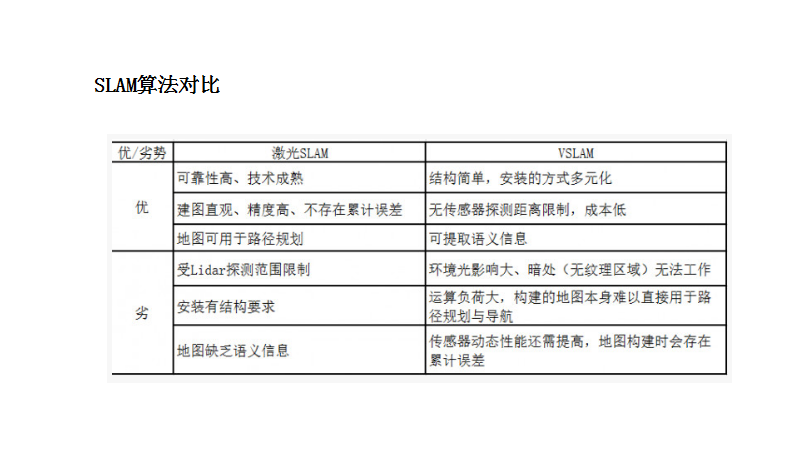 SLAM算法对比
优/劣势 激光SLAM VSLAM
优
可靠性高、技术成熟 结构简单，安装的方式多元化
建图直观、精度高、不存在累计误差 无传感器探测距离限制，成本低
地图可用于路径规划 可提取语义信息
劣
受Lidar探测范围限制 环境光影响大、暗处（无纹理区域）无法工作
安装有结构要求 运算负荷大，构建的地图本身难以直接用于路
径规划与导航
地图缺乏语义信息 传感器动态性能还需提高，地图构建时会存在
累计误差